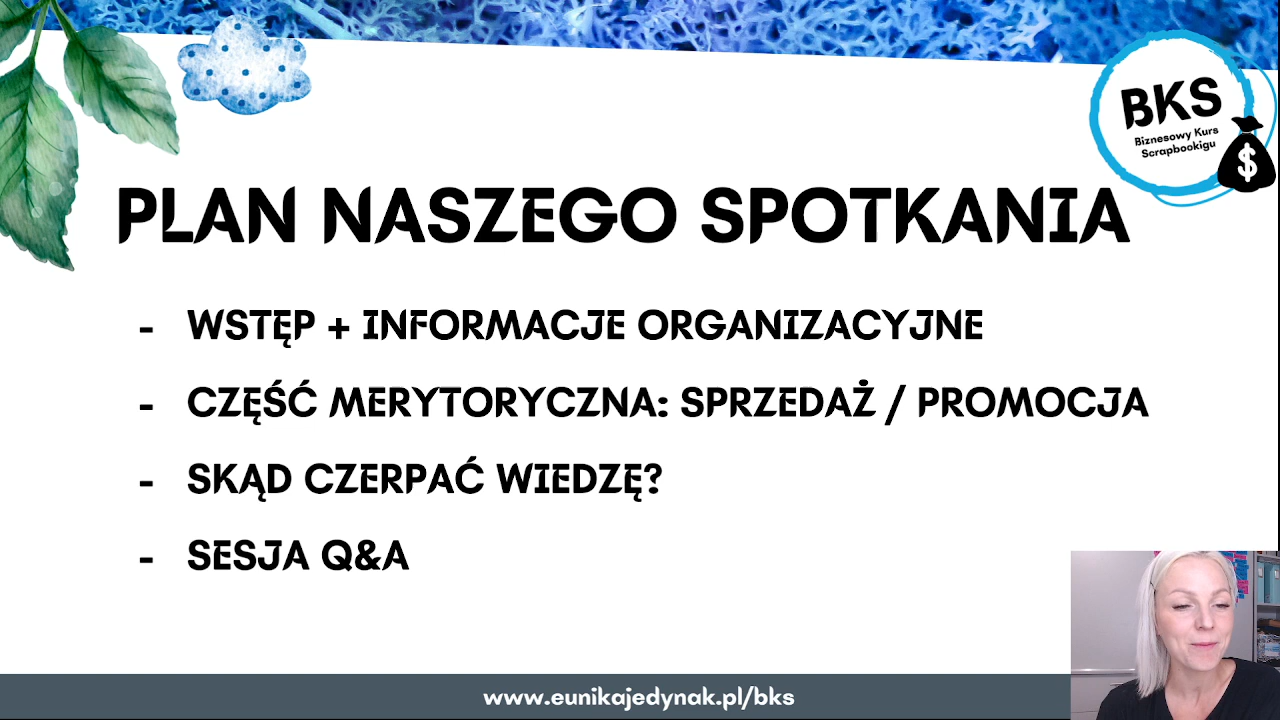 BKS
Biznesowy Kurs
Scrapbookigu
$
PLAN NASZEGO SPOTKANIA
- WSTĘP + INFORMACJE ORGANIZACYJNE
- CZĘŚĆ MERYTORYCZNA: SPRZEDAŻ / PROMOCJA
- SKĄD CZERPAĆ WIEDZĘ?
- SESJA Q&A
www.eunikajedynak.pl/bks